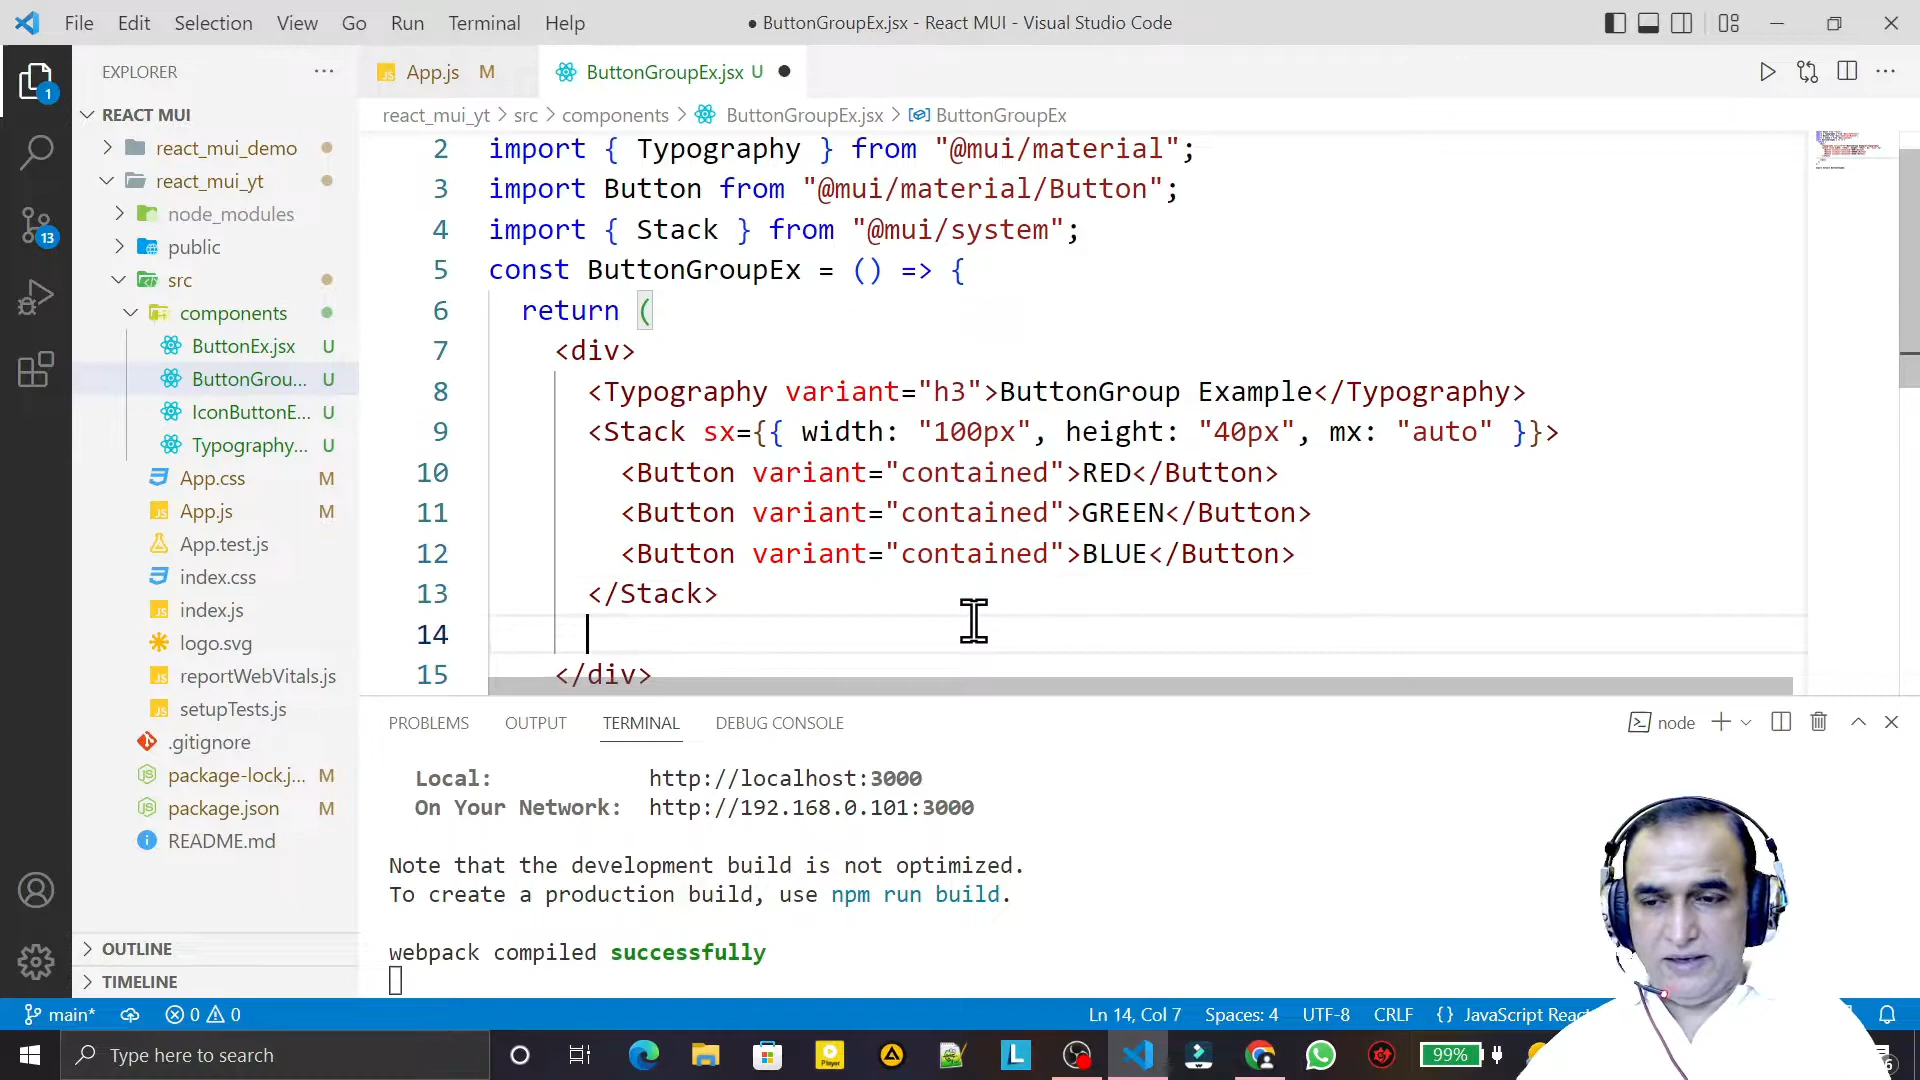 File Edit Selection View Go Run Terminal Help
● ButtonGroupEx.jsx - React MUI - Visual Studio Code
EXPLORER
App.js M
ButtonGroupEx.jsx U
react_mui_yt > src > components > ButtonGroupEx.jsx > ButtonGroupEx
REACT MUI
react_mui_demo
react_mui_yt
node_modules
public
src
components
ButtonEx.jsx U
ButtonGrou... U
IconButtonE... U
Typography... U
App.css M
App.js M
App.test.js
index.css
index.js
logo.svg
reportWebVitals.js
setupTests.js
.gitignore
package-lock.j... M
package.json M
README.md
OUTLINE
TIMELINE
1
13
2 import { Typography } from "@mui/material";
3 import Button from "@mui/material/Button";
4 import { Stack } from "@mui/system";
5 const ButtonGroupEx = () => {
6 return (
7 <div>
8 <Typography variant="h3">ButtonGroup Example</Typography>
9 <Stack sx={{ width: "100px", height: "40px", mx: "auto" }}>
10 <Button variant="contained">RED</Button>
11 <Button variant="contained">GREEN</Button>
12 <Button variant="contained">BLUE</Button>
13 </Stack>
14
15 </div>
PROBLEMS OUTPUT TERMINAL DEBUG CONSOLE
node
Local: http://localhost:3000
On Your Network: http://192.168.0.101:3000
Note that the development build is not optimized.
To create a production build, use npm run build.
webpack compiled successfully
main* 0 0
Ln 14, Col 7 Spaces: 4 UTF-8 CRLF {} JavaScript
Type here to search
Player
L
99%